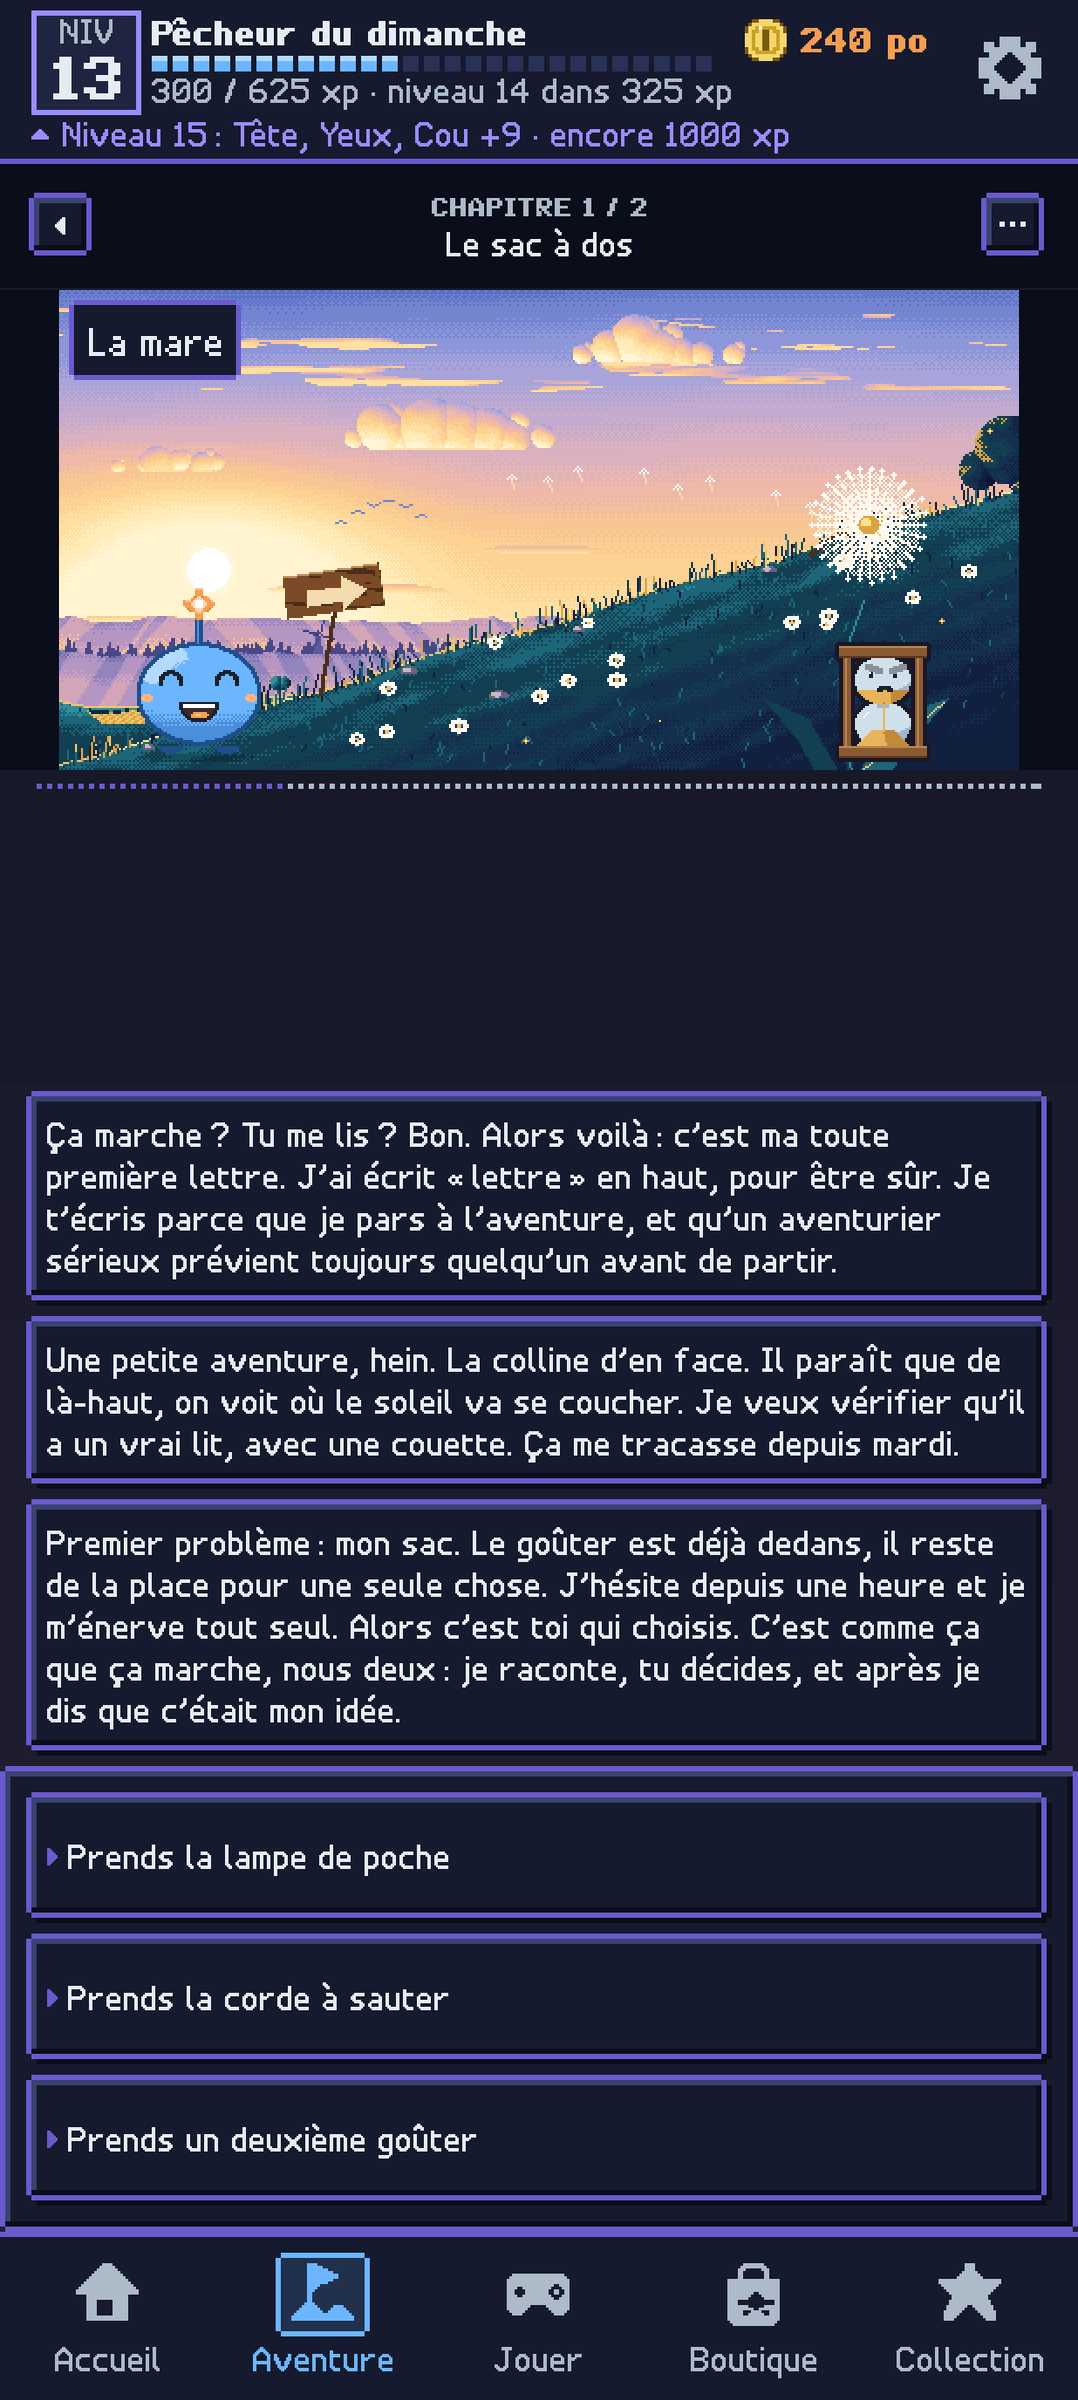 NIV
13
Pêcheur du dimanche
240 po
300 / 625 xp · niveau 14 dans 325 xp
Niveau 15 : Tête, Yeux, Cou +9 · encore 1000 xp
CHAPITRE 1 / 2
Le sac à dos
La mare
Ça marche ? Tu me lis ? Bon. Alors voilà : c’est ma toute
première lettre. J’ai écrit « lettre » en haut, pour être sûr. Je
t’écris parce que je pars à l’aventure, et qu’un aventurier
sérieux prévient toujours quelqu’un avant de partir.
Une petite aventure, hein. La colline d’en face. Il paraît que de
là-haut, on voit où le soleil va se coucher. Je veux vérifier qu’il
a un vrai lit, avec une couette. Ça me tracasse depuis mardi.
Premier problème : mon sac. Le goûter est déjà dedans, il reste
de la place pour une seule chose. J’hésite depuis une heure et je
m’énerve tout seul. Alors c’est toi qui choisis. C’est comme ça
que ça marche, nous deux : je raconte, tu décides, et après je
dis que c’était mon idée.
Prends la lampe de poche
Prends la corde à sauter
Prends un deuxième goûter
Accueil
Aventure
Jouer
Boutique
Collection